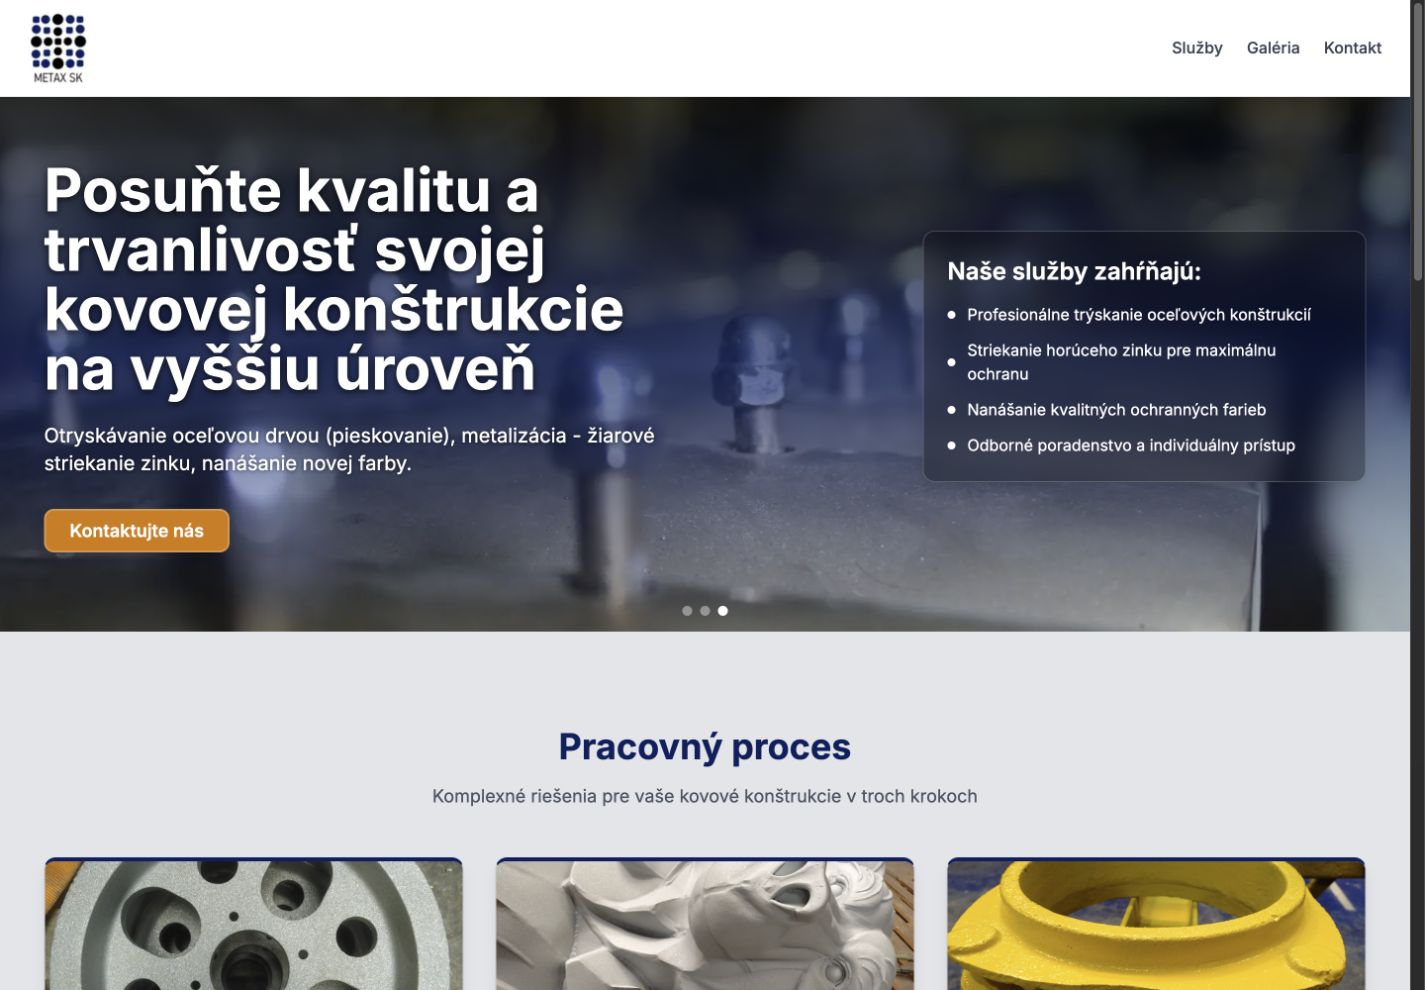 METAX SK
Služby
Galéria
Kontakt
Posuňte kvalitu a
trvanlivosť svojej
kovovej konštrukcie
na vyššiu úroveň
Otryskávanie oceľovou drvou (pieskovanie), metalizácia - žiarové
striekanie zinku, nanášanie novej farby.
Kontaktujte nás
Naše služby zahŕňajú:
Profesionálne trýskanie oceľových konštrukcií
Striekanie horúceho zinku pre maximálnu
ochranu
Nanášanie kvalitných ochranných farieb
Odborné poradenstvo a individuálny prístup
Pracovný proces
Komplexné riešenia pre vaše kovové konštrukcie v troch krokoch